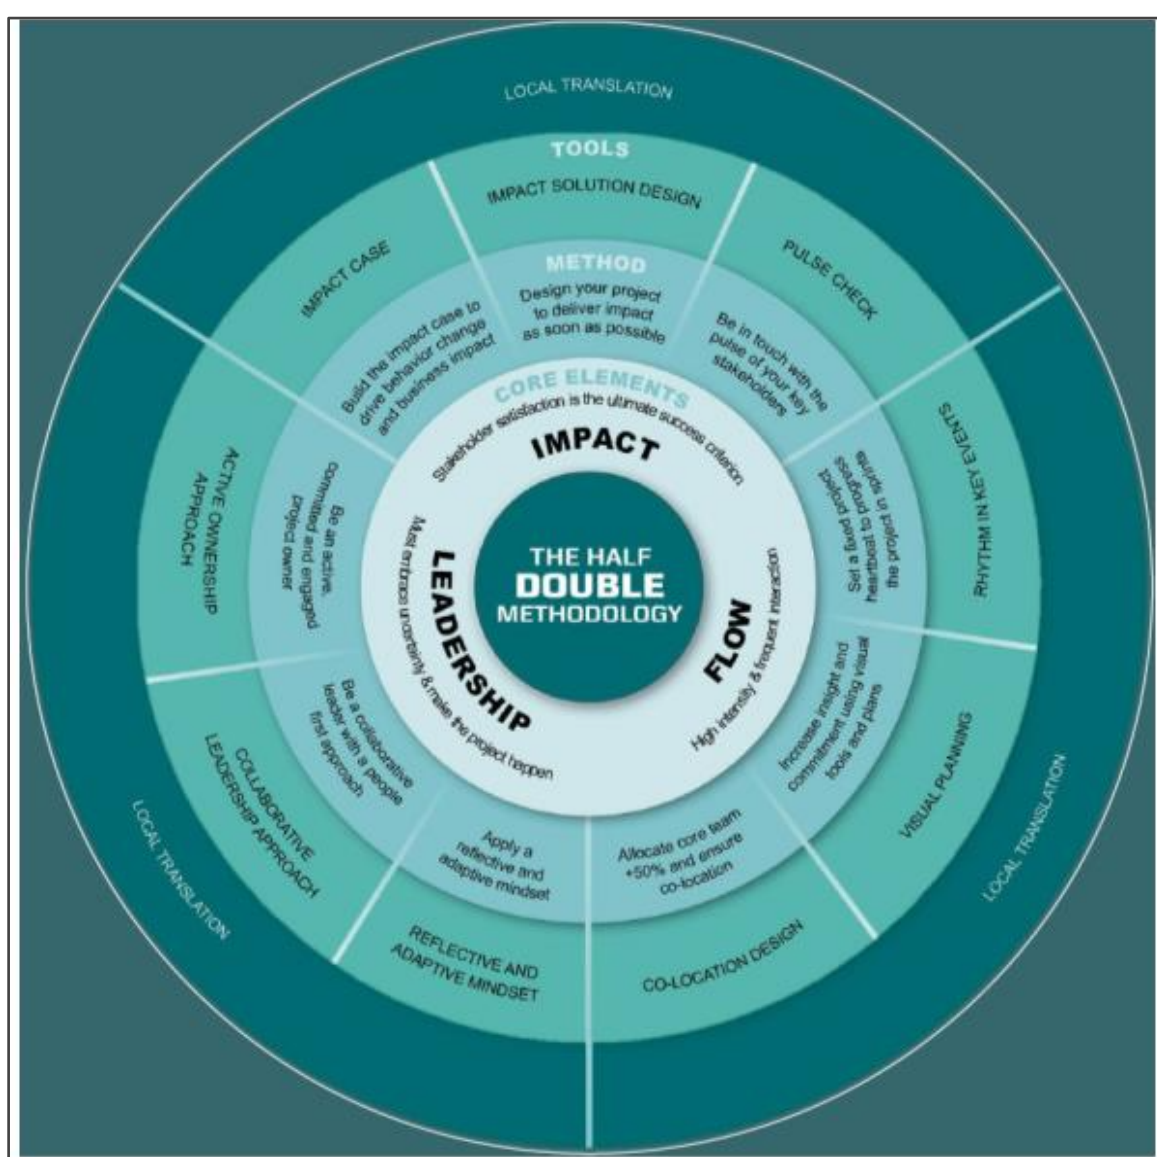 LOCAL TRANSLATION
TOOLS
IMPACT SOLUTION DESIGN
METHOD
Design your project
to deliver impact
as soon as possible
PULSE CHECK
Be in touch with the
pulse of your key
stakeholders
RHYTHM IN KEY EVENTS
Set a fixed project
heartbeat to progress
the project in sprints
VISUAL PLANNING
Increase insight and
commitment using visual
tools and plans
LOCAL TRANSLATION
CO-LOCATION DESIGN
Allocate core team
+50% and ensure
co-location
REFLECTIVE AND
ADAPTIVE MINDSET
Apply a
reflective and
adaptive mindset
COLLABORATIVE
LEADERSHIP APPROACH
Be a collaborative
leader with a people
first approach
LOCAL TRANSLATION
ACTIVE OWNERSHIP
APPROACH
Be an active,
committed and engaged
project owner
IMPACT CASE
Build the impact case to
drive behavior change
and business impact
CORE ELEMENTS
Stakeholder satisfaction is the ultimate success criterion
IMPACT
FLOW
High intensity & frequent interaction
LEADERSHIP
Must embrace uncertainty & make the project happen
THE HALF
DOUBLE
METHODOLOGY